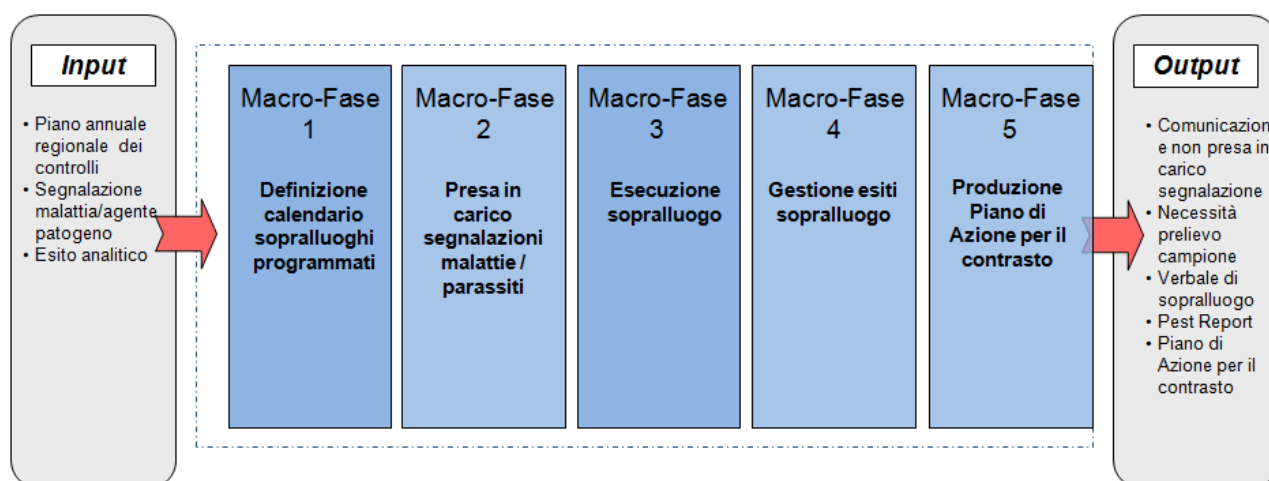 Input
• Piano annuale
regionale dei
controlli
• Segnalazione
malattia/agente
patogeno
• Esito analitico
Macro-Fase
1
Definizione
calendario
sopralluoghi
programmati
Macro-Fase
2
Presa in
carico
segnalazioni
malattie /
parassiti
Macro-Fase
3
Esecuzione
sopralluogo
Macro-Fase
4
Gestione esiti
sopralluogo
Macro-Fase
5
Produzione
Piano di
Azione per il
contrasto
Output
• Comunicazion
e non presa in
carico
segnalazione
• Necessità
prelievo
campione
• Verbale di
sopralluogo
• Pest Report
• Piano di
Azione per il
contrasto